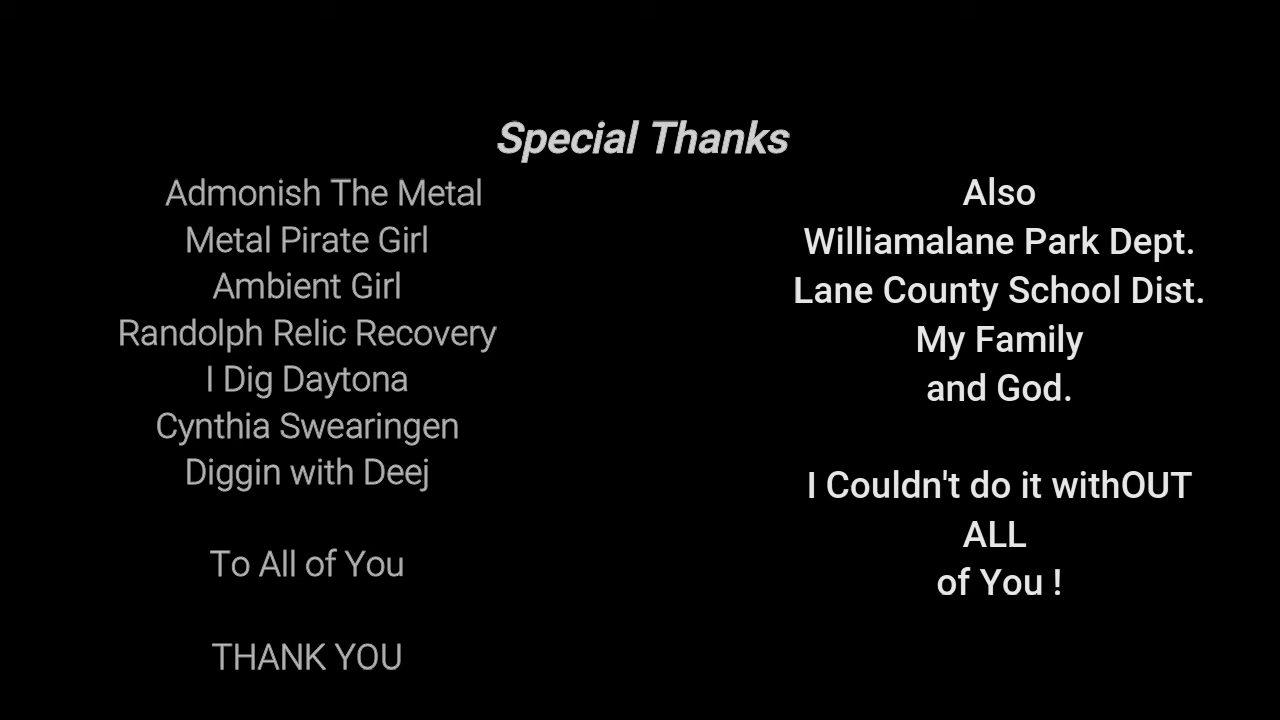 Special Thanks
Admonish The Metal
Metal Pirate Girl
Ambient Girl
Randolph Relic Recovery
I Dig Daytona
Cynthia Swearingen
Diggin with Deej
To All of You
THANK YOU
Also
Williamalane Park Dept.
Lane County School Dist.
My Family
and God.
I Couldn't do it withOUT
ALL
of You !